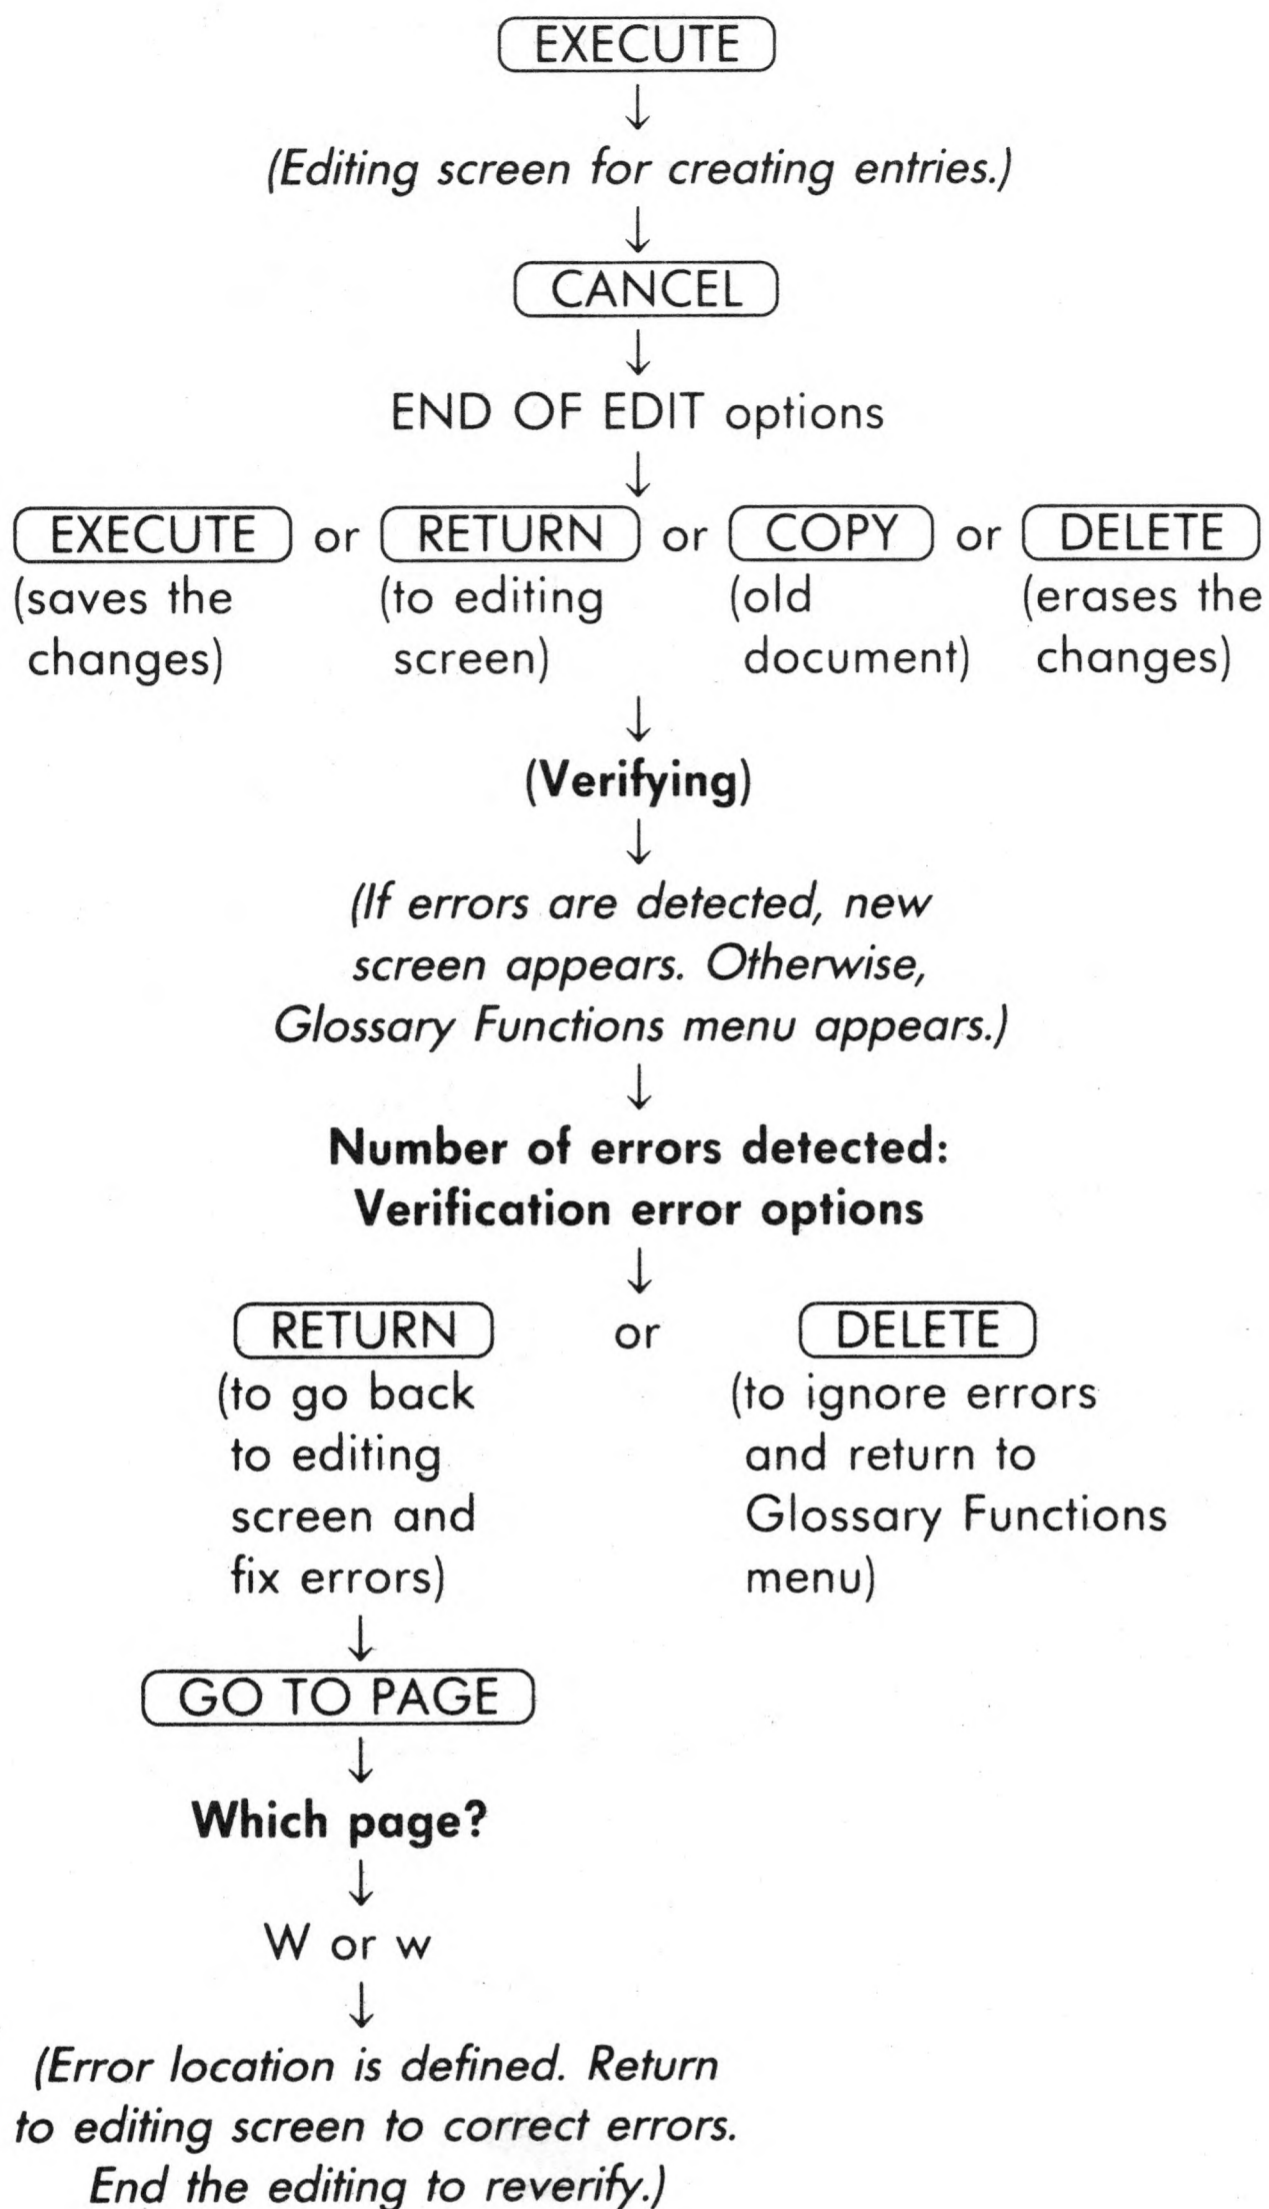 EXECUTE
↓
(Editing screen for creating entries.)
↓
CANCEL
↓
END OF EDIT options
↓
EXECUTE or RETURN or COPY or DELETE
(saves the (to editing (old (erases the
changes) screen) document) changes)
↓
(Verifying)
↓
(If errors are detected, new
screen appears. Otherwise,
Glossary Functions menu appears.)
↓
Number of errors detected:
Verification error options
↓
RETURN or DELETE
(to go back (to ignore errors
to editing and return to
screen and Glossary Functions
fix errors) menu)
↓
GO TO PAGE
↓
Which page?
↓
W or w
↓
(Error location is defined. Return
to editing screen to correct errors.
End the editing to reverify.)